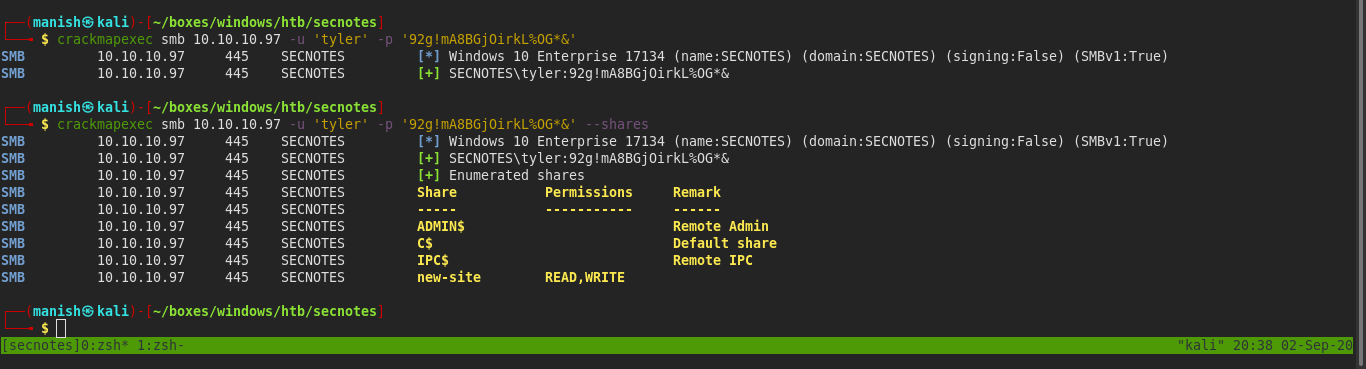 ┌──(manish㉿kali)-[~/boxes/windows/htb/secnotes]
└──╼ $ crackmapexec smb 10.10.10.97 -u 'tyler' -p '92g!mA8BGjOirkL%OG*&'
SMB         10.10.10.97     445    SECNOTES         [*] Windows 10 Enterprise 17134 (name:SECNOTES) (domain:SECNOTES) (signing:False) (SMBv1:True)
SMB         10.10.10.97     445    SECNOTES         [+] SECNOTES\tyler:92g!mA8BGjOirkL%OG*&
┌──(manish㉿kali)-[~/boxes/windows/htb/secnotes]
└──╼ $ crackmapexec smb 10.10.10.97 -u 'tyler' -p '92g!mA8BGjOirkL%OG*&' --shares
SMB         10.10.10.97     445    SECNOTES         [*] Windows 10 Enterprise 17134 (name:SECNOTES) (domain:SECNOTES) (signing:False) (SMBv1:True)
SMB         10.10.10.97     445    SECNOTES         [+] SECNOTES\tyler:92g!mA8BGjOirkL%OG*&
SMB         10.10.10.97     445    SECNOTES         [+] Enumerated shares
SMB         10.10.10.97     445    SECNOTES         Share           Permissions     Remark
SMB         10.10.10.97     445    SECNOTES         -----           -----------     ------
SMB         10.10.10.97     445    SECNOTES         ADMIN$                          Remote Admin
SMB         10.10.10.97     445    SECNOTES         C$                              Default share
SMB         10.10.10.97     445    SECNOTES         IPC$                            Remote IPC
SMB         10.10.10.97     445    SECNOTES         new-site        READ,WRITE
┌──(manish㉿kali)-[~/boxes/windows/htb/secnotes]
└──╼ $
[secnotes]0:zsh* 1:zsh- "kali" 20:38 02-Sep-20